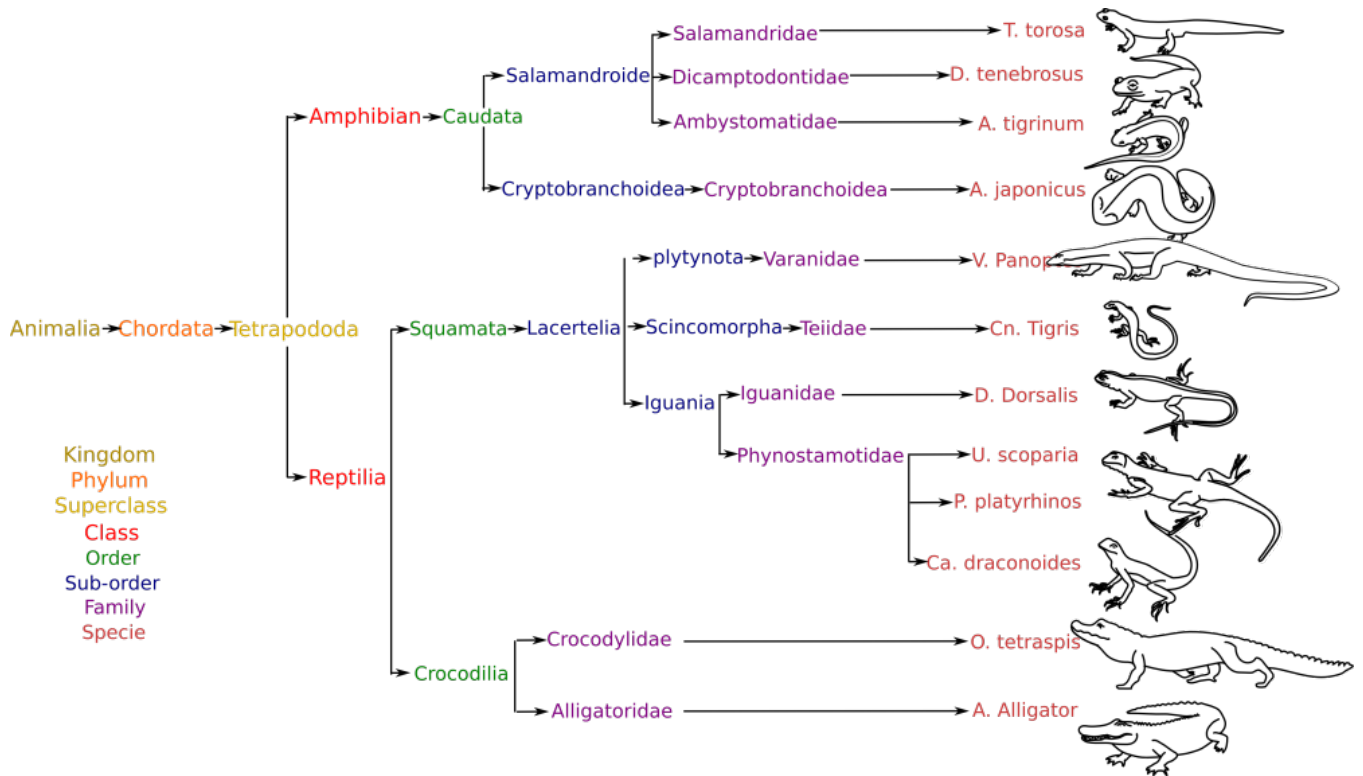 Salamandridae T. torosa
Salamandroide Dicamptodontidae D. tenebrosus
Amphibian Caudata Ambystomatidae A. tigrinum
Cryptobranchoidea Cryptobranchoidea A. japonicus
plytynota Varanidae V. Panop
Animalia Chordata Tetrapododa Squamata Lacertelia Scincomorpha Teiidae Cn. Tigris
Iguania Iguanidae D. Dorsalis
Reptilia Phynostamotidae U. scoparia
P. platyrhinos
Ca. draconoides
Crocodylidae O. tetraspis
Crocodilia
Alligatoridae A. Alligator
Kingdom
Phylum
Superclass
Class
Order
Sub-order
Family
Specie